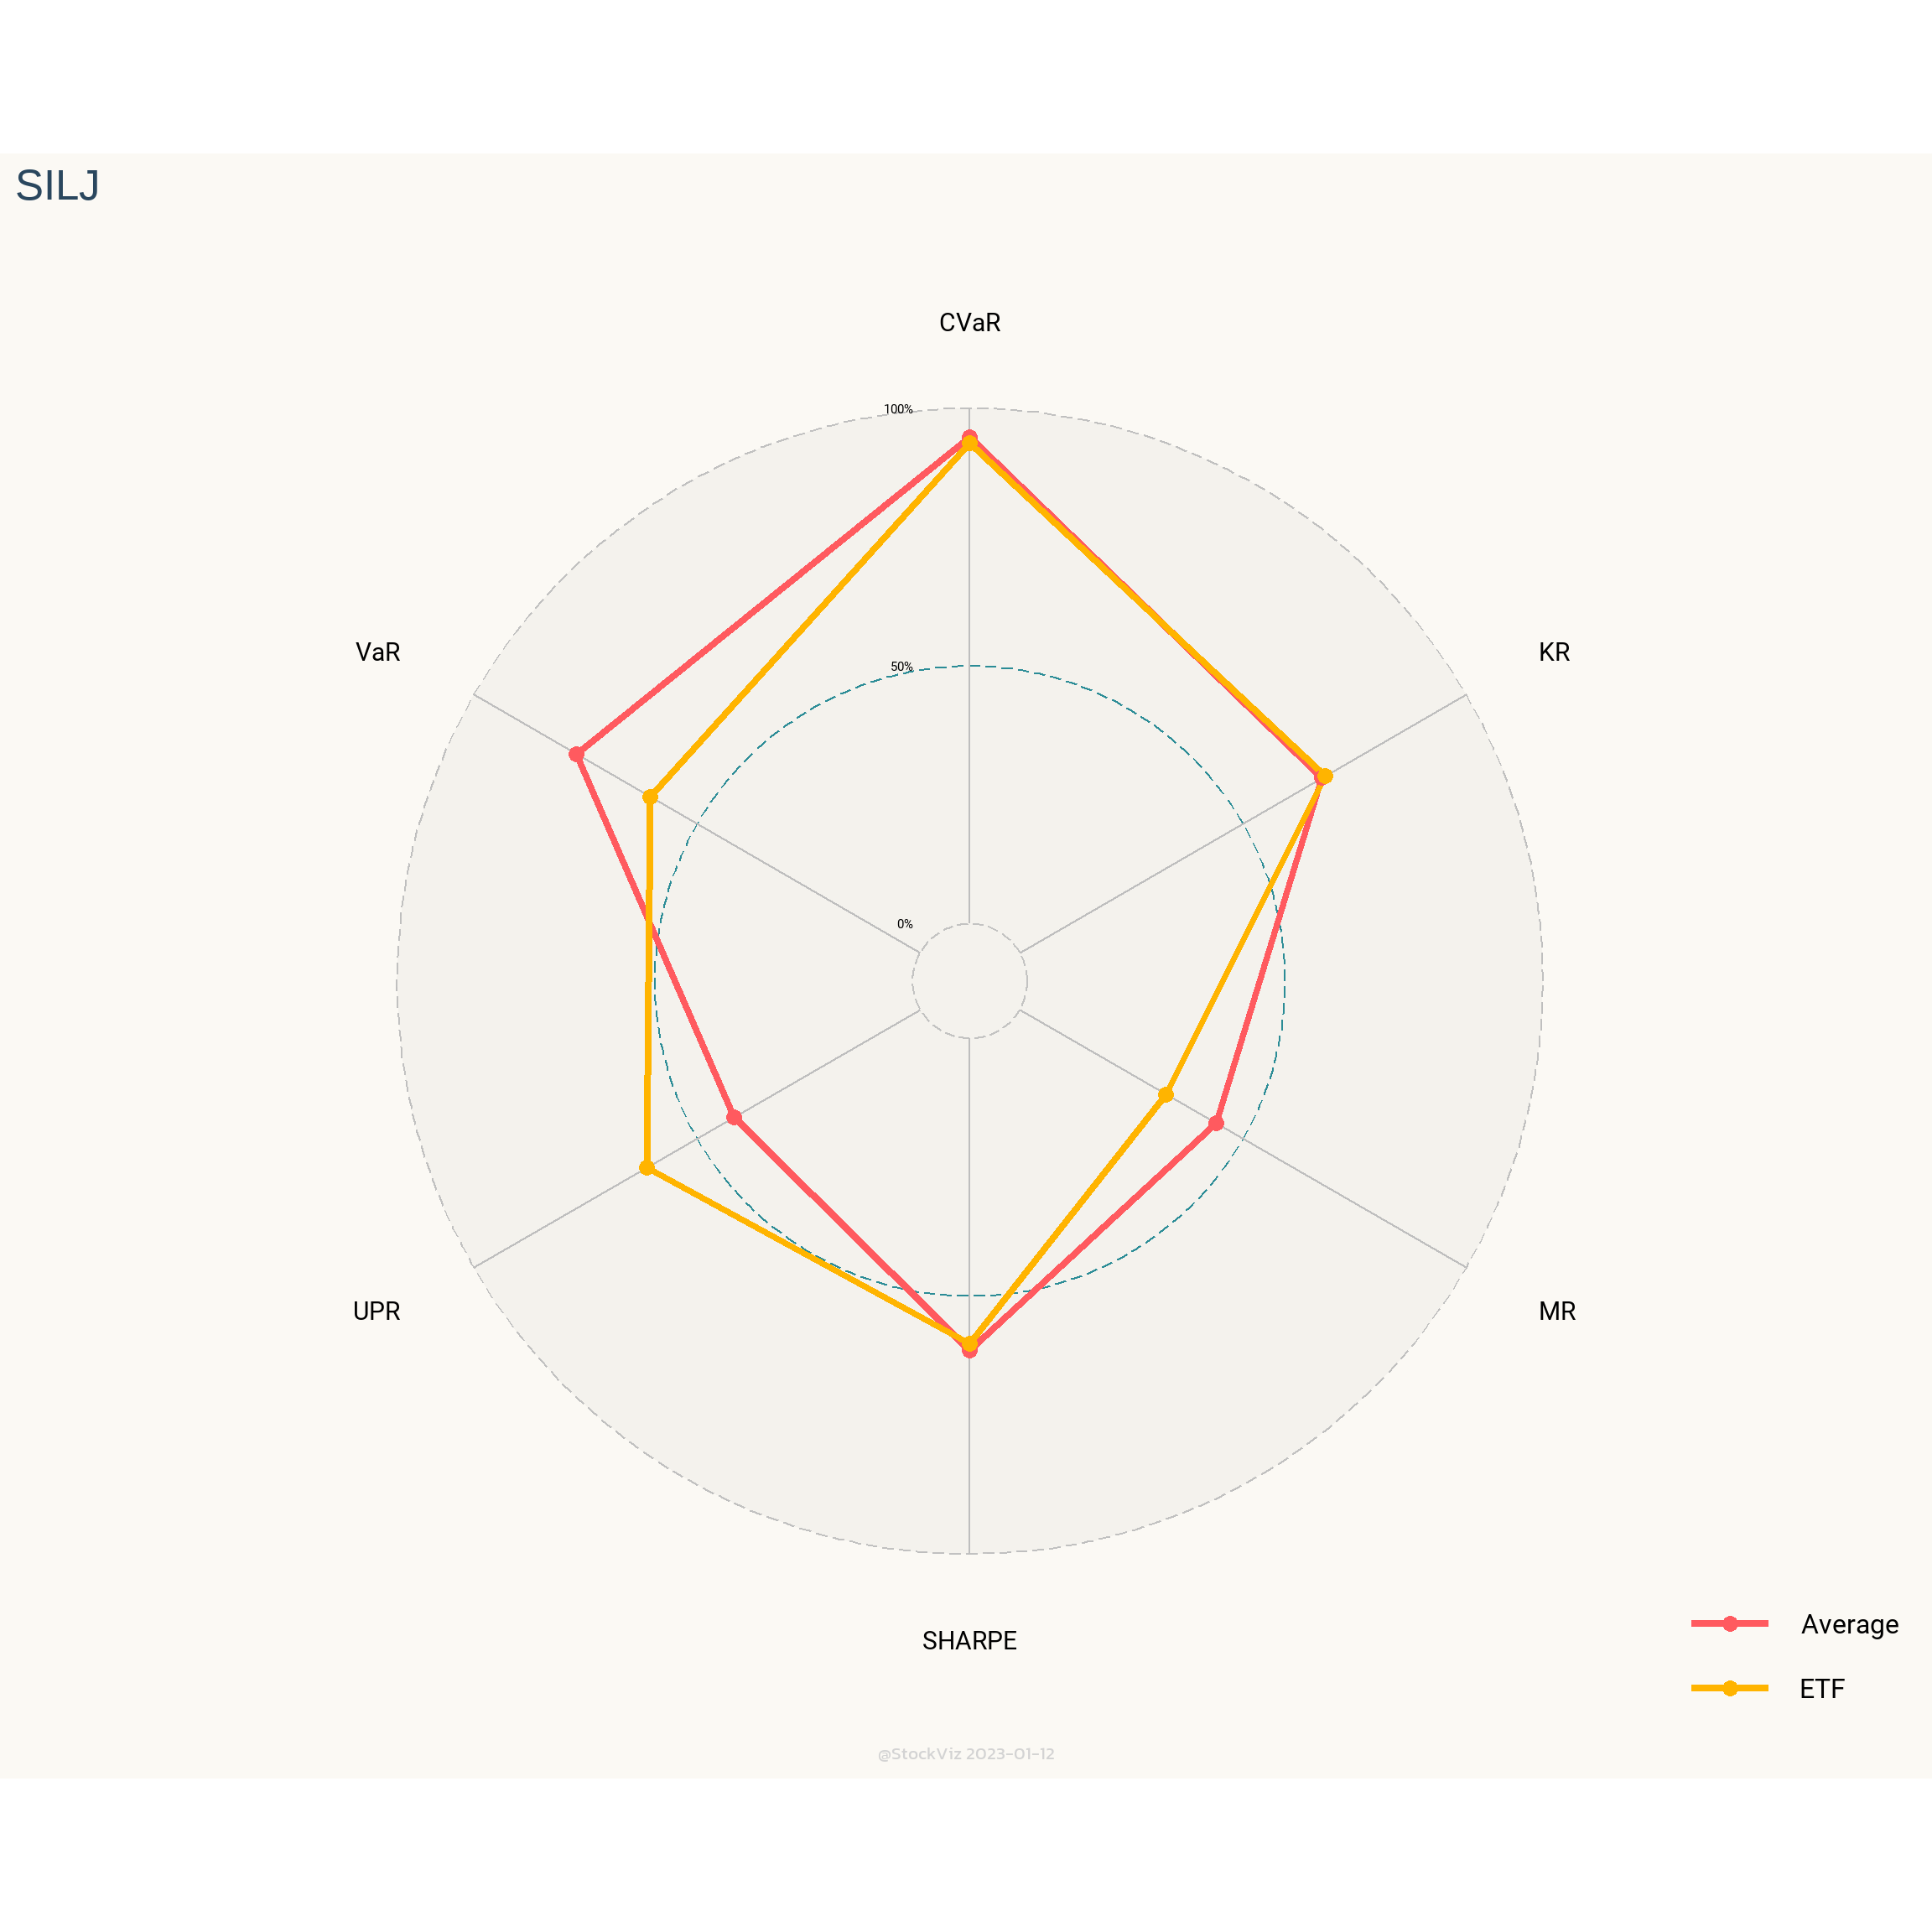 SILJ
CVaR
100%
KR
VaR
50%
0%
UPR
MR
SHARPE
Average
ETF
@StockViz 2023-01-12